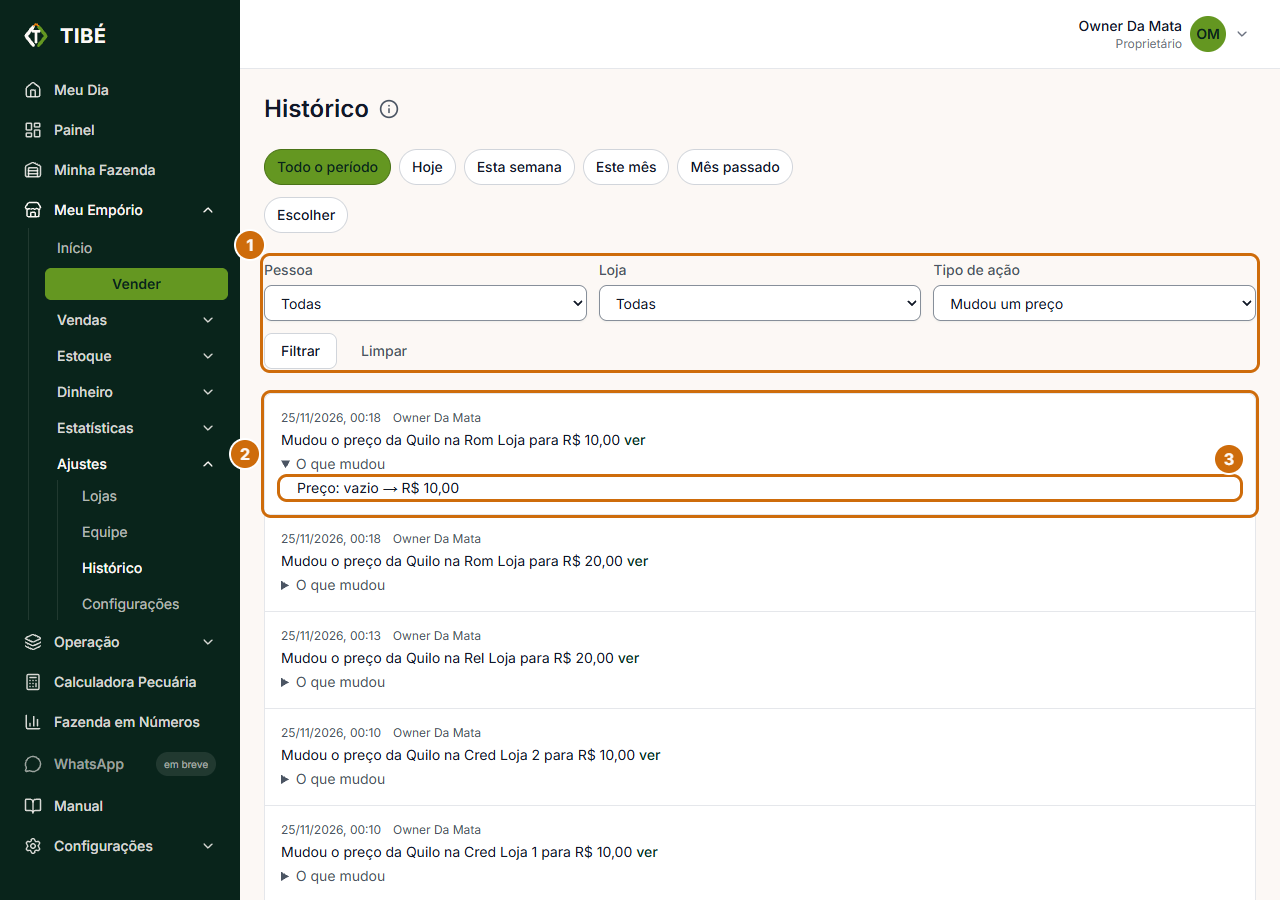 TIBÉ
Owner Da Mata
Proprietário
OM
Meu Dia
Painel
Minha Fazenda
Meu Empório
Início
Vender
Vendas
Estoque
Dinheiro
Estatísticas
Ajustes
Lojas
Equipe
Histórico
Configurações
Operação
Calculadora Pecuária
Fazenda em Números
WhatsApp em breve
Manual
Configurações
Histórico
Todo o período Hoje Esta semana Este mês Mês passado
Escolher
1
Pessoa Loja Tipo de ação
Todas Todas Mudou um preço
Filtrar Limpar
2
25/11/2026, 00:18 Owner Da Mata
Mudou o preço da Quilo na Rom Loja para R$ 10,00 ver
O que mudou
3
Preço: vazio → R$ 10,00
25/11/2026, 00:18 Owner Da Mata
Mudou o preço da Quilo na Rom Loja para R$ 20,00 ver
O que mudou
25/11/2026, 00:13 Owner Da Mata
Mudou o preço da Quilo na Rel Loja para R$ 20,00 ver
O que mudou
25/11/2026, 00:10 Owner Da Mata
Mudou o preço da Quilo na Cred Loja 2 para R$ 10,00 ver
O que mudou
25/11/2026, 00:10 Owner Da Mata
Mudou o preço da Quilo na Cred Loja 1 para R$ 10,00 ver
O que mudou